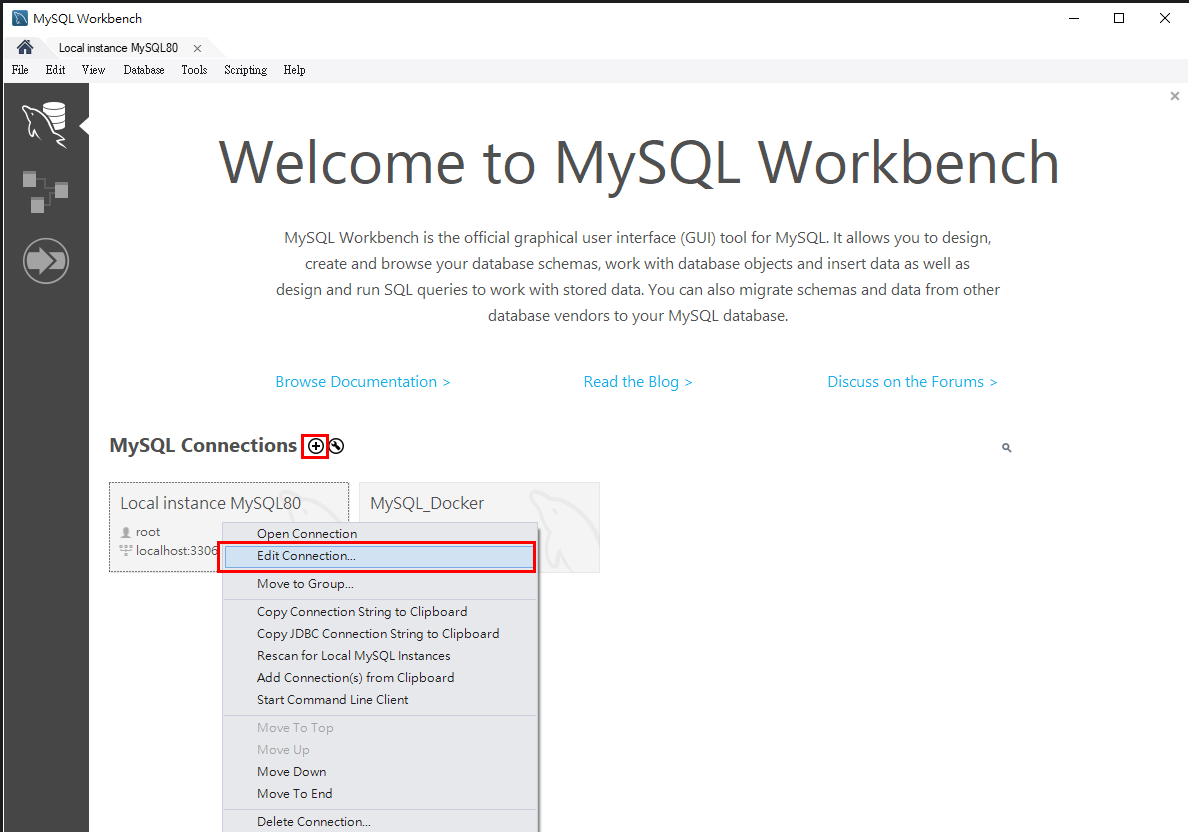 MySQL Workbench
Local instance MySQL80
File Edit View Database Tools Scripting Help
Welcome to MySQL Workbench
MySQL Workbench is the official graphical user interface (GUI) tool for MySQL. It allows you to design,
create and browse your database schemas, work with database objects and insert data as well as
design and run SQL queries to work with stored data. You can also migrate schemas and data from other
database vendors to your MySQL database.
Browse Documentation > Read the Blog > Discuss on the Forums >
MySQL Connections
Local instance MySQL80
root
localhost:3306
MySQL_Docker
Open Connection
Edit Connection...
Move to Group...
Copy Connection String to Clipboard
Copy JDBC Connection String to Clipboard
Rescan for Local MySQL Instances
Add Connection(s) from Clipboard
Start Command Line Client
Move To Top
Move Up
Move Down
Move To End
Delete Connection...